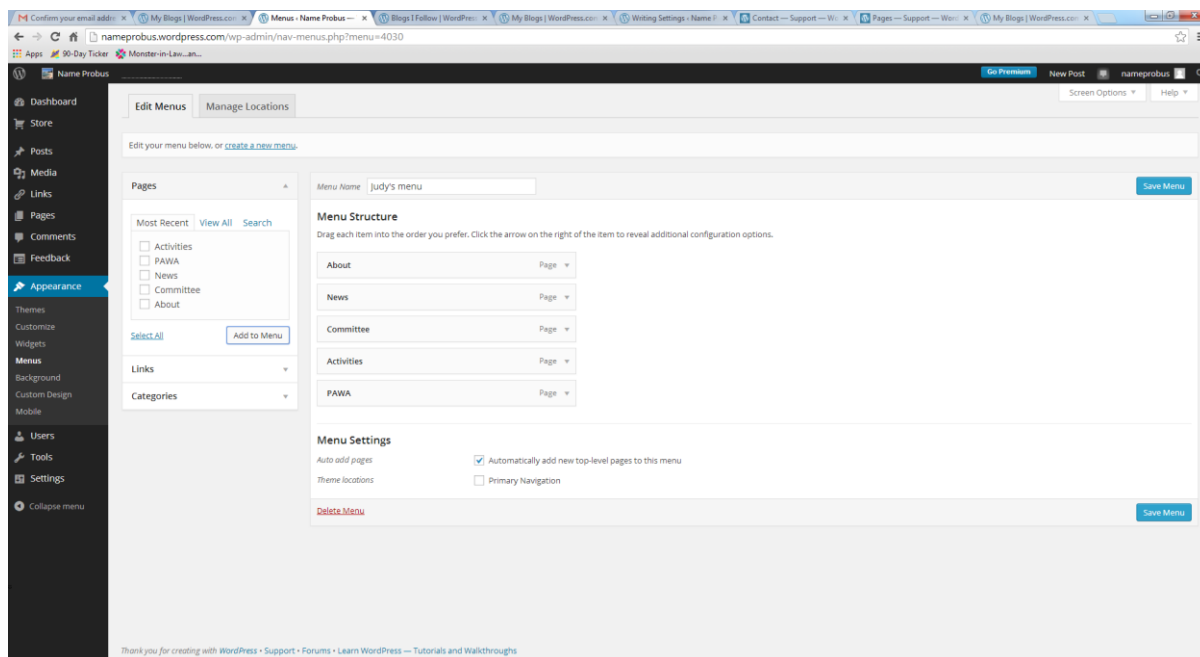 Confirm your email addre
My Blogs | WordPress.com
Menus ‹ Name Probus —
Blogs I Follow | WordPres
My Blogs | WordPress.com
Writing Settings ‹ Name P
Contact — Support — Wo
Pages — Support — Word
My Blogs | WordPress.com
nameprobus.wordpress.com/wp-admin/nav-menus.php?menu=4030
Apps 90-Day Ticker Monster-in-Law...an...
Name Probus
Go Premium New Post nameprobus
Screen Options Help
Dashboard
Store
Posts
Media
Links
Pages
Comments
Feedback
Appearance
Themes
Customize
Widgets
Menus
Background
Custom Design
Mobile
Users
Tools
Settings
Collapse menu
Edit Menus Manage Locations
Edit your menu below, or create a new menu.
Pages
Most Recent View All Search
Activities
PAWA
News
Committee
About
Select All Add to Menu
Links
Categories
Menu Name Judy's menu Save Menu
Menu Structure
Drag each item into the order you prefer. Click the arrow on the right of the item to reveal additional configuration options.
About Page
News Page
Committee Page
Activities Page
PAWA Page
Menu Settings
Auto add pages Automatically add new top-level pages to this menu
Theme locations Primary Navigation
Delete Menu Save Menu
Thank you for creating with WordPress • Support • Forums • Learn WordPress — Tutorials and Walkthroughs